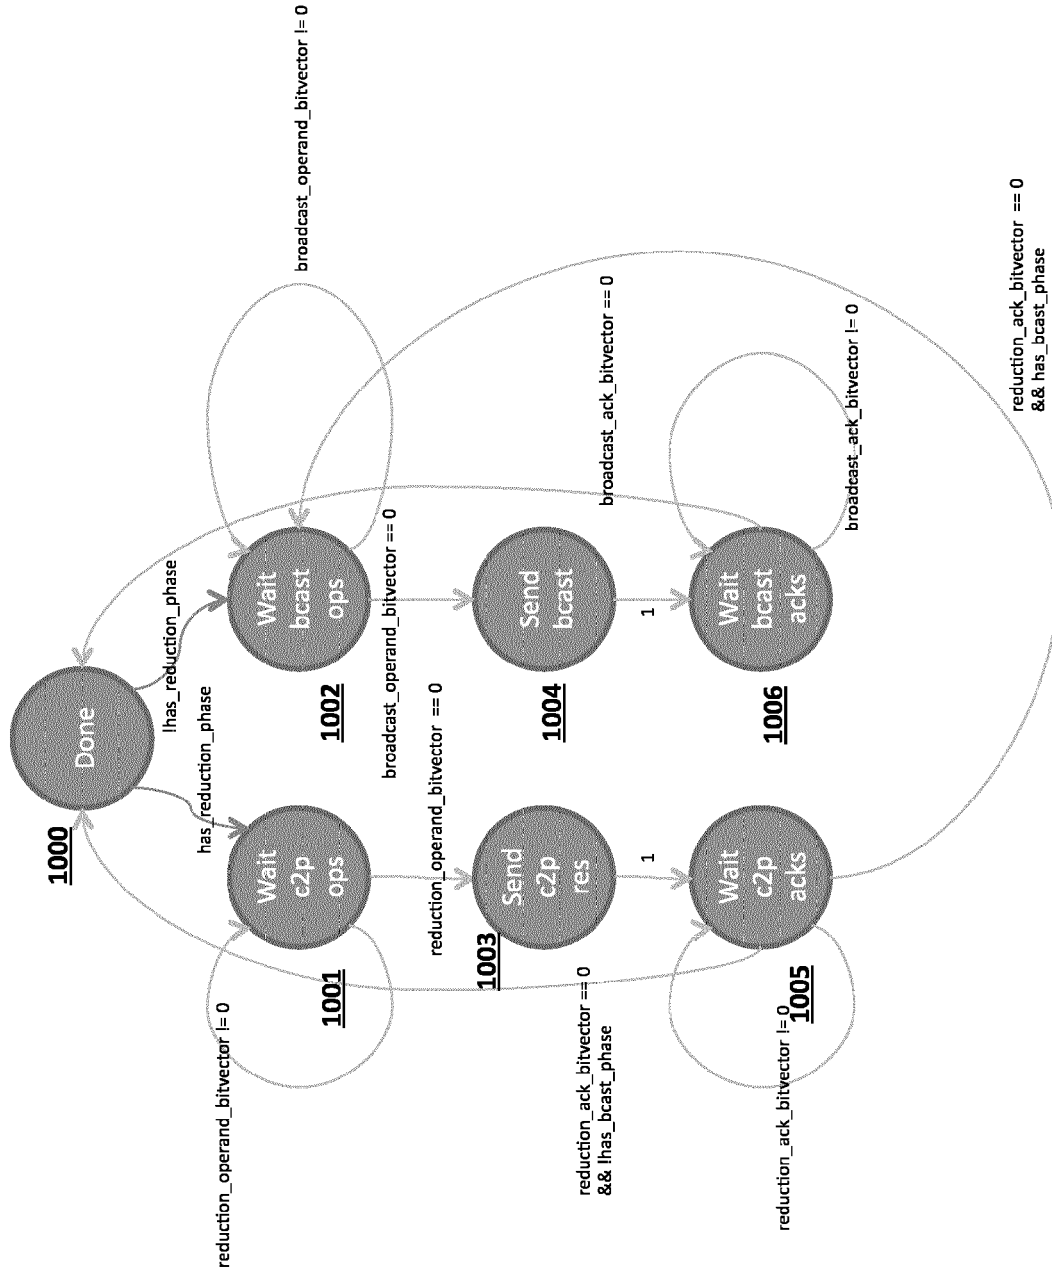 1000
Done
has_reduction_phase
!has_reduction_phase
reduction_operand_bitvector != 0
1001
Wait
c2p
ops
1002
Wait
bcast
ops
broadcast_operand_bitvector != 0
reduction_operand_bitvector == 0
broadcast_operand_bitvector == 0
1003
Send
c2p
res
1004
Send
bcast
reduction_ack_bitvector == 0
&& !has_bcast_phase
1
1
broadcast_ack_bitvector == 0
reduction_ack_bitvector != 0
1005
Wait
c2p
acks
1006
Wait
bcast
acks
broadcast_ack_bitvector != 0
reduction_ack_bitvector == 0
&& has_bcast_phase